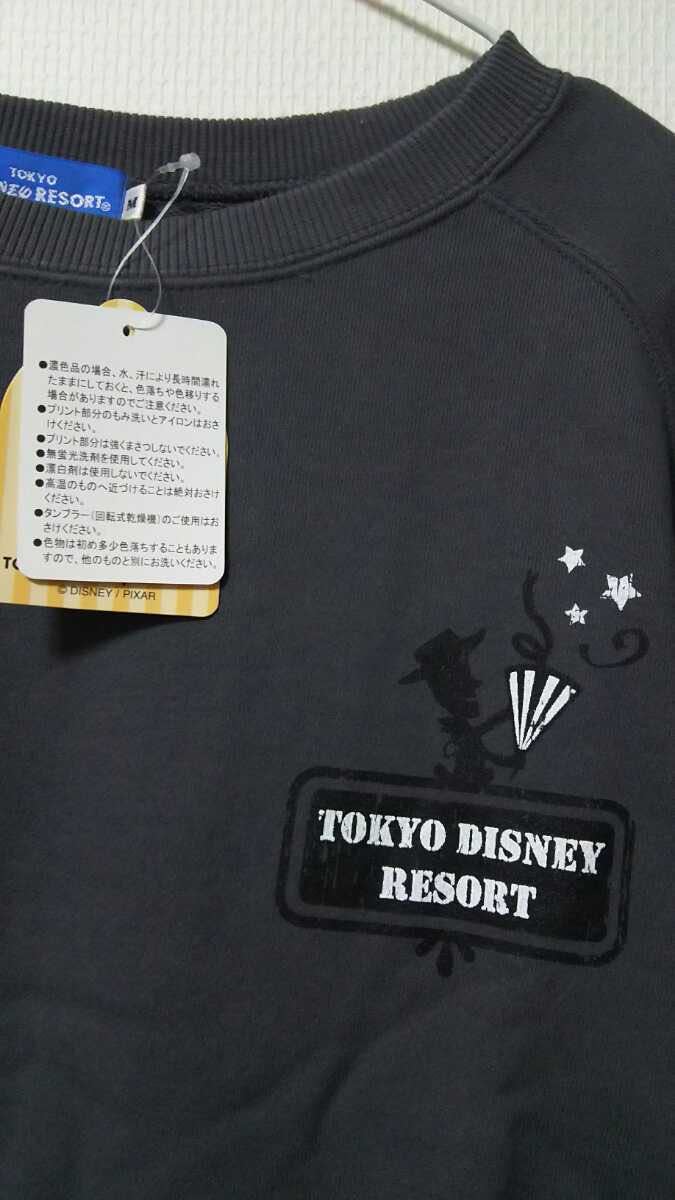 TOKYO
RESORT®
M
●濃色品の場合、水、汗により長時間濡れ
たままにしておくと、色落ちや色移りする
場合がありますのでご注意ください。
●プリント部分のもみ洗いとアイロンはおさ
けください。
●プリント部分は強くまさつしないでください。
●無蛍光洗剤を使用してください。
●漂白剤は使用しないでください。
●高温のものへ近づけることは絶対おさけ
ください。
●タンブラー(回転式乾燥機)のご使用はお
さけください。
●色物は初め多少色落ちすることもありま
すので、他のものと別にお洗いください。
TO
© DISNEY / PIXAR
TOKYO DISNEY
RESORT